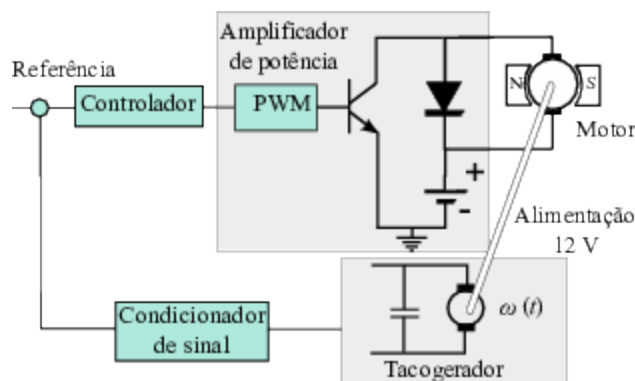 Amplificador
de potência
Referência
Controlador
PWM
N
S
Motor
+
-
Alimentação
12 V
Condicionador
de sinal
ω (t)
Tacogerador